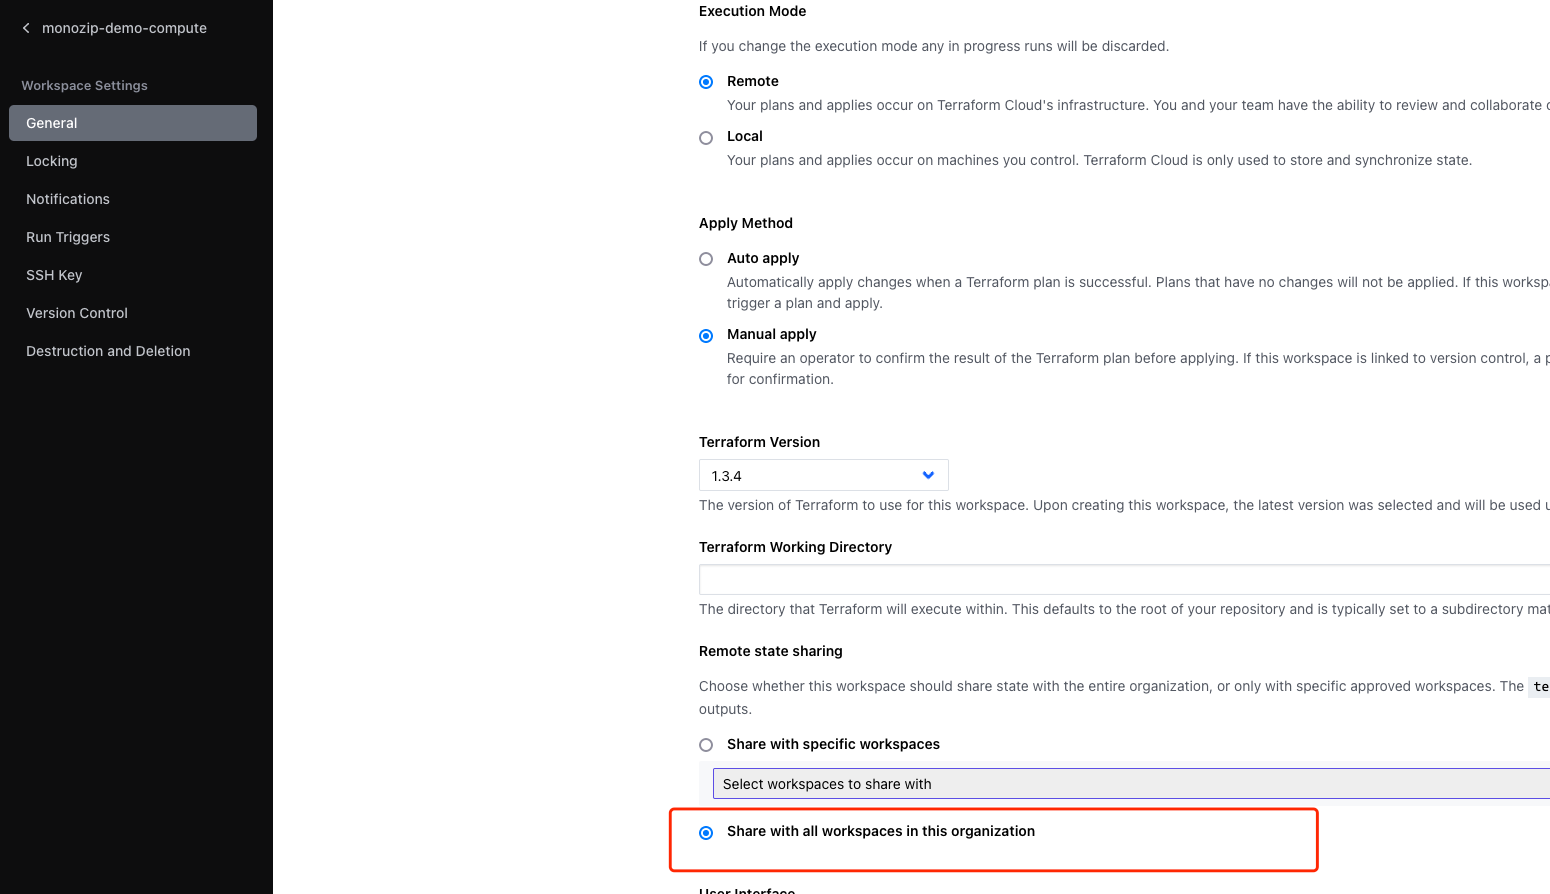 monozip-demo-compute
Workspace Settings
General
Locking
Notifications
Run Triggers
SSH Key
Version Control
Destruction and Deletion
Execution Mode
If you change the execution mode any in progress runs will be discarded.
Remote
Your plans and applies occur on Terraform Cloud's infrastructure. You and your team have the ability to review and collaborate
Local
Your plans and applies occur on machines you control. Terraform Cloud is only used to store and synchronize state.
Apply Method
Auto apply
Automatically apply changes when a Terraform plan is successful. Plans that have no changes will not be applied. If this
trigger a plan and apply.
Manual apply
Require an operator to confirm the result of the Terraform plan before applying. If this workspace is linked to version control, a
for confirmation.
Terraform Version
1.3.4
The version of Terraform to use for this workspace. Upon creating this workspace, the latest version was selected and will be used
Terraform Working Directory
The directory that Terraform will execute within. This defaults to the root of your repository and is typically set to a subdirectory
Remote state sharing
Choose whether this workspace should share state with the entire organization, or only with specific approved workspaces. The
outputs.
Share with specific workspaces
Select workspaces to share with
Share with all workspaces in this organization
User Interface